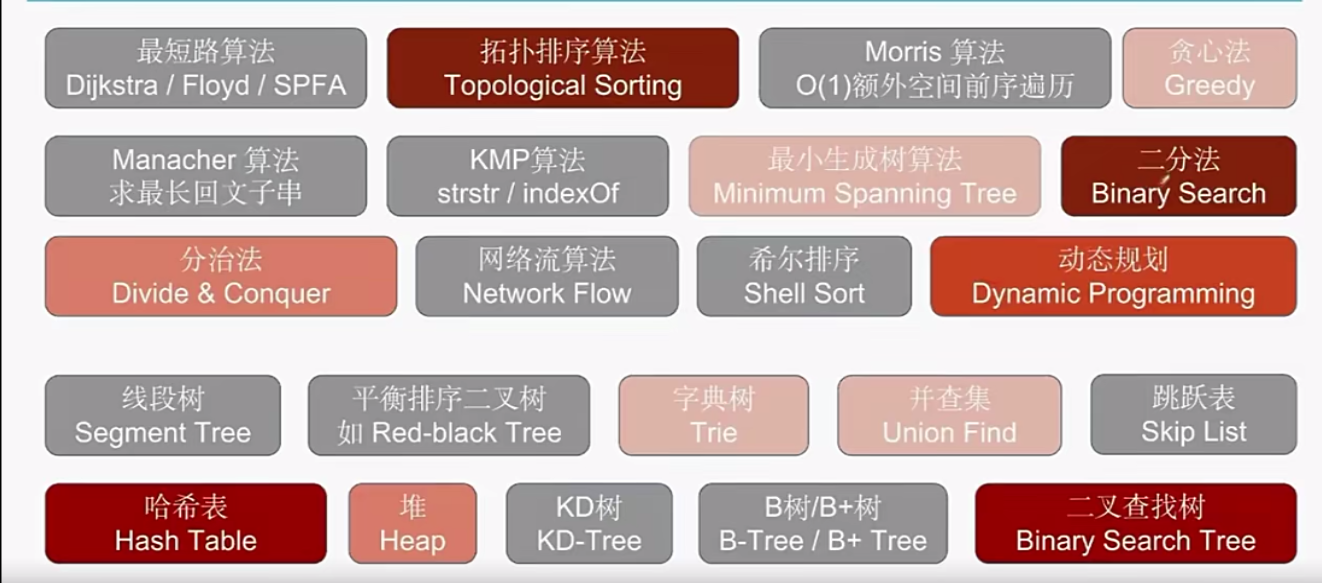 最短路算法
Dijkstra / Floyd / SPFA
拓扑排序算法
Topological Sorting
Morris 算法
O(1)额外空间前序遍历
贪心法
Greedy
Manacher 算法
求最长回文子串
KMP算法
strstr / indexOf
最小生成树算法
Minimum Spanning Tree
二分法
Binary Search
分治法
Divide & Conquer
网络流算法
Network Flow
希尔排序
Shell Sort
动态规划
Dynamic Programming
线段树
Segment Tree
平衡排序二叉树
如 Red-black Tree
字典树
Trie
并查集
Union Find
跳跃表
Skip List
哈希表
Hash Table
堆
Heap
KD树
KD-Tree
B树/B+树
B-Tree / B+ Tree
二叉查找树
Binary Search Tree